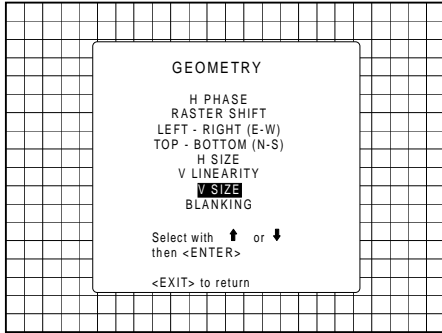 GEOMETRY
H PHASE
RASTER SHIFT
LEFT - RIGHT (E-W)
TOP - BOTTOM (N-S)
H SIZE
V LINEARITY
V SIZE
BLANKING
Select with ⬆ or ⬇
then <ENTER>
<EXIT> to return